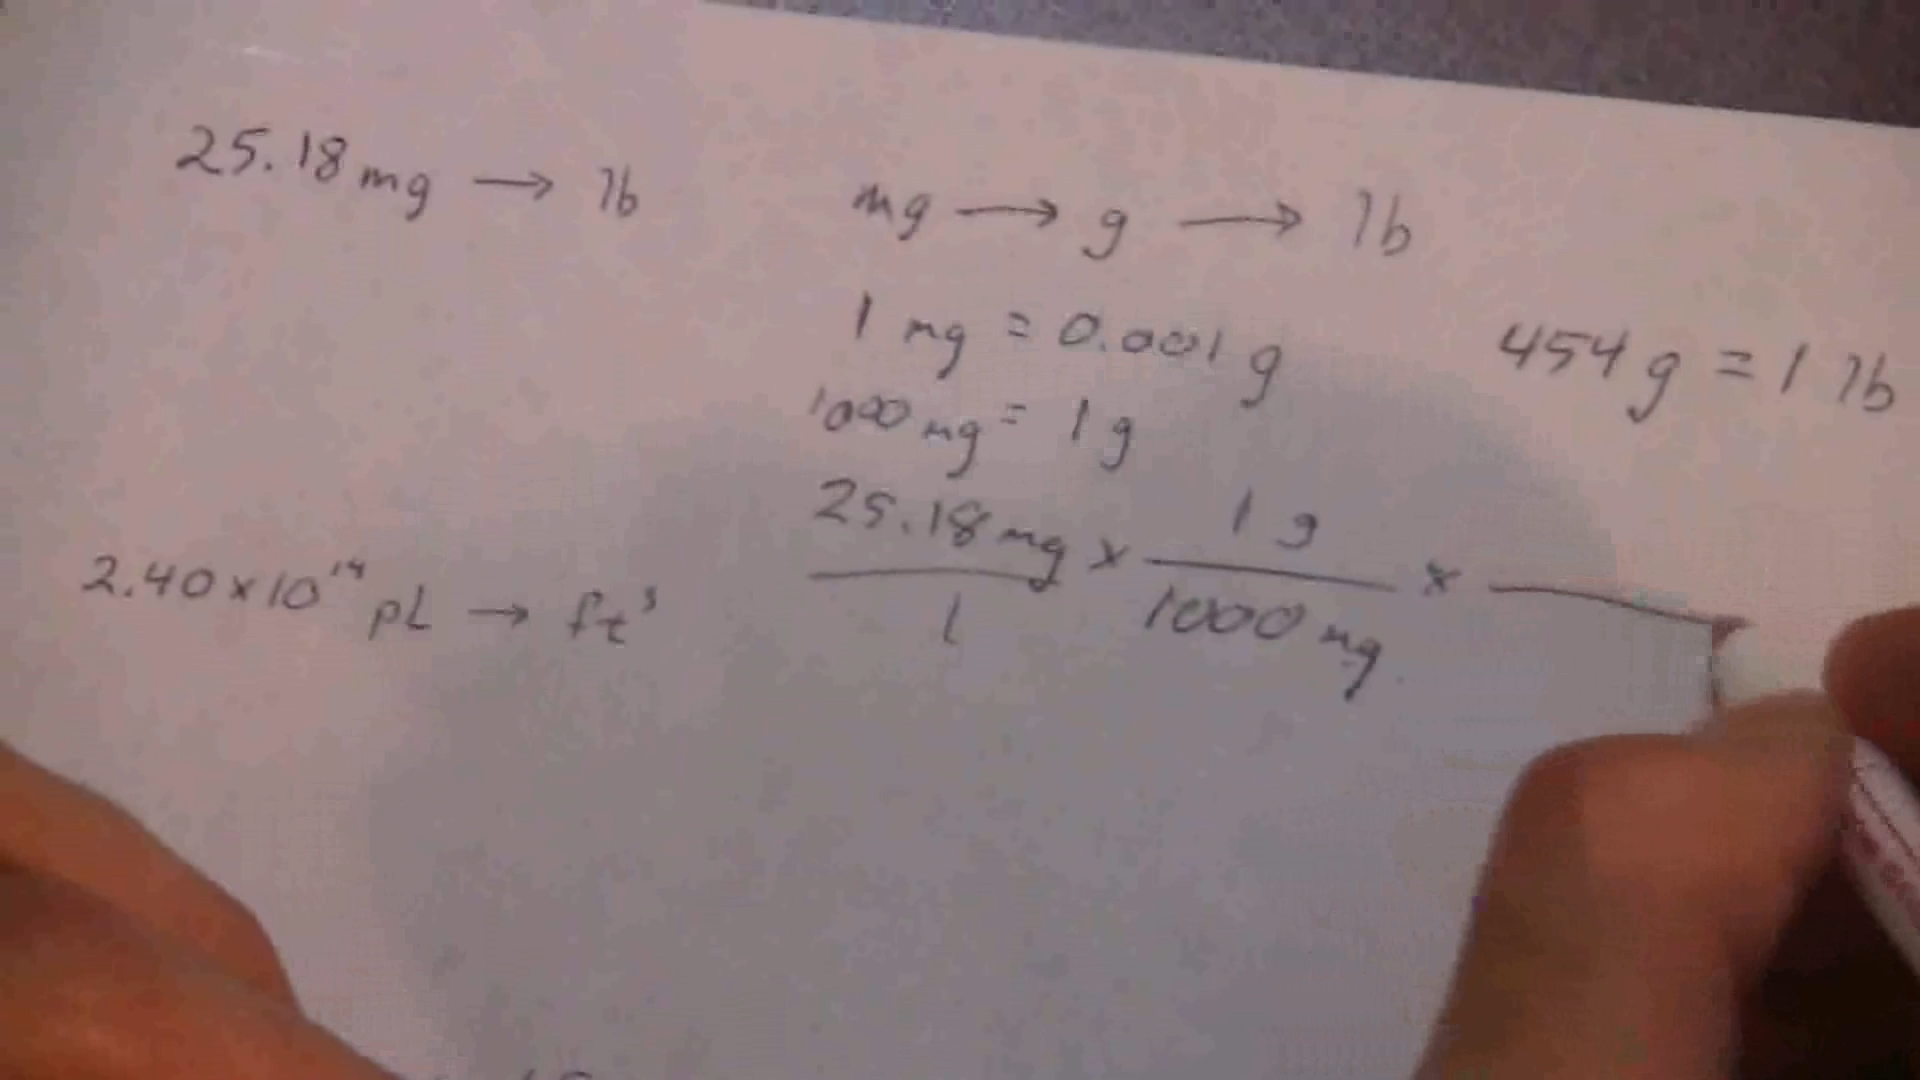 25.18 mg → lb
mg → g → lb
1 mg = 0.001 g
454 g = 1 lb
1000 mg = 1 g
25.18 mg × 1 g ×
1 1000 mg
2.40 × 10¹⁴ pL → ft³